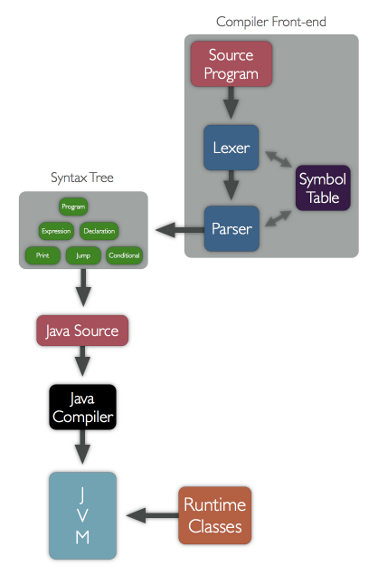 Compiler Front-end
Source
Program
Lexer
Symbol
Table
Parser
Syntax Tree
Program
Expression
Declaration
Print
Jump
Conditional
Java Source
Java
Compiler
J
V
M
Runtime
Classes